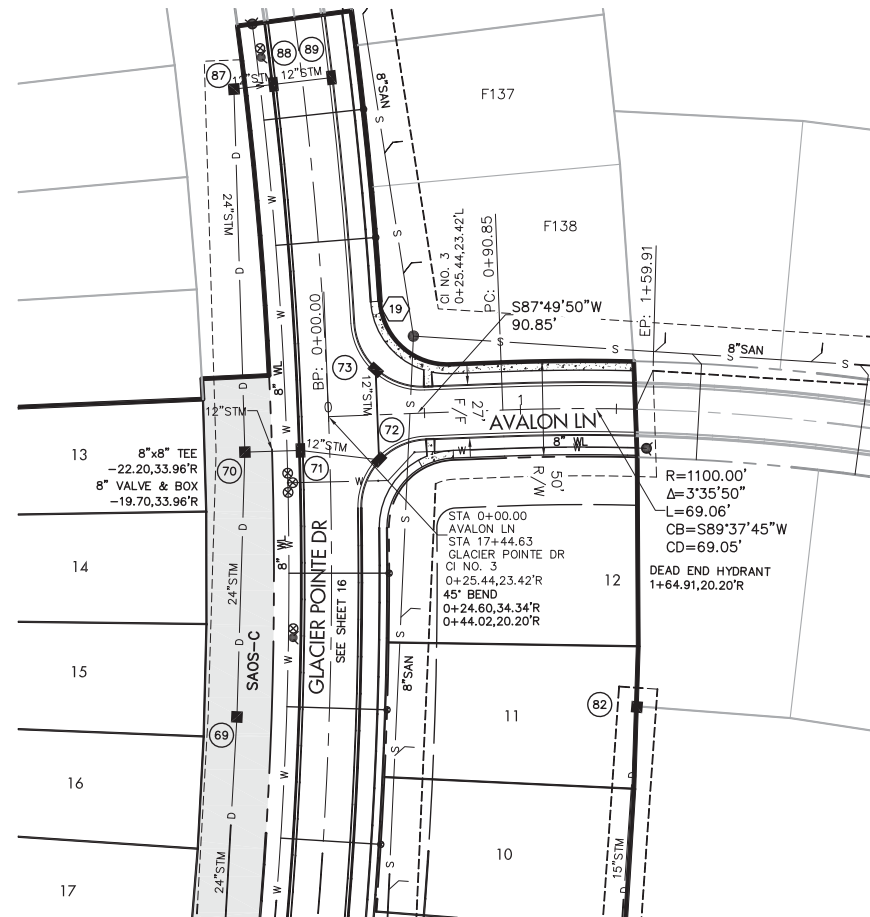 87
88
89
12"STM
12"STM
8"SAN
F137
24"STM
F138
CI NO. 3
0+25.44,23.42'L
PC: 0+90.85
EP: 1+59.91
19
S87°49'50"W
90.85'
BP: 0+00.00
8"SAN
73
8" WL
12"STM
0
27'
F/F
1
AVALON LN
8" WL
12"STM
12"STM
72
70
71
13
8"x8" TEE
-22.20,33.96'R
8" VALVE & BOX
-19.70,33.96'R
50'
R/W
R=1100.00'
Δ=3°35'50"
L=69.06'
CB=S89°37'45"W
CD=69.05'
DEAD END HYDRANT
1+64.91,20.20'R
STA 0+00.00
AVALON LN
STA 17+44.63
GLACIER POINTE DR
CI NO. 3
0+25.44,23.42'R
45° BEND
0+24.60,34.34'R
0+44.02,20.20'R
12
14
8" WL
24"STM
GLACIER POINTE DR
SEE SHEET 16
SAOS-C
15
8"SAN
11
82
69
16
10
15"STM
24"STM
17